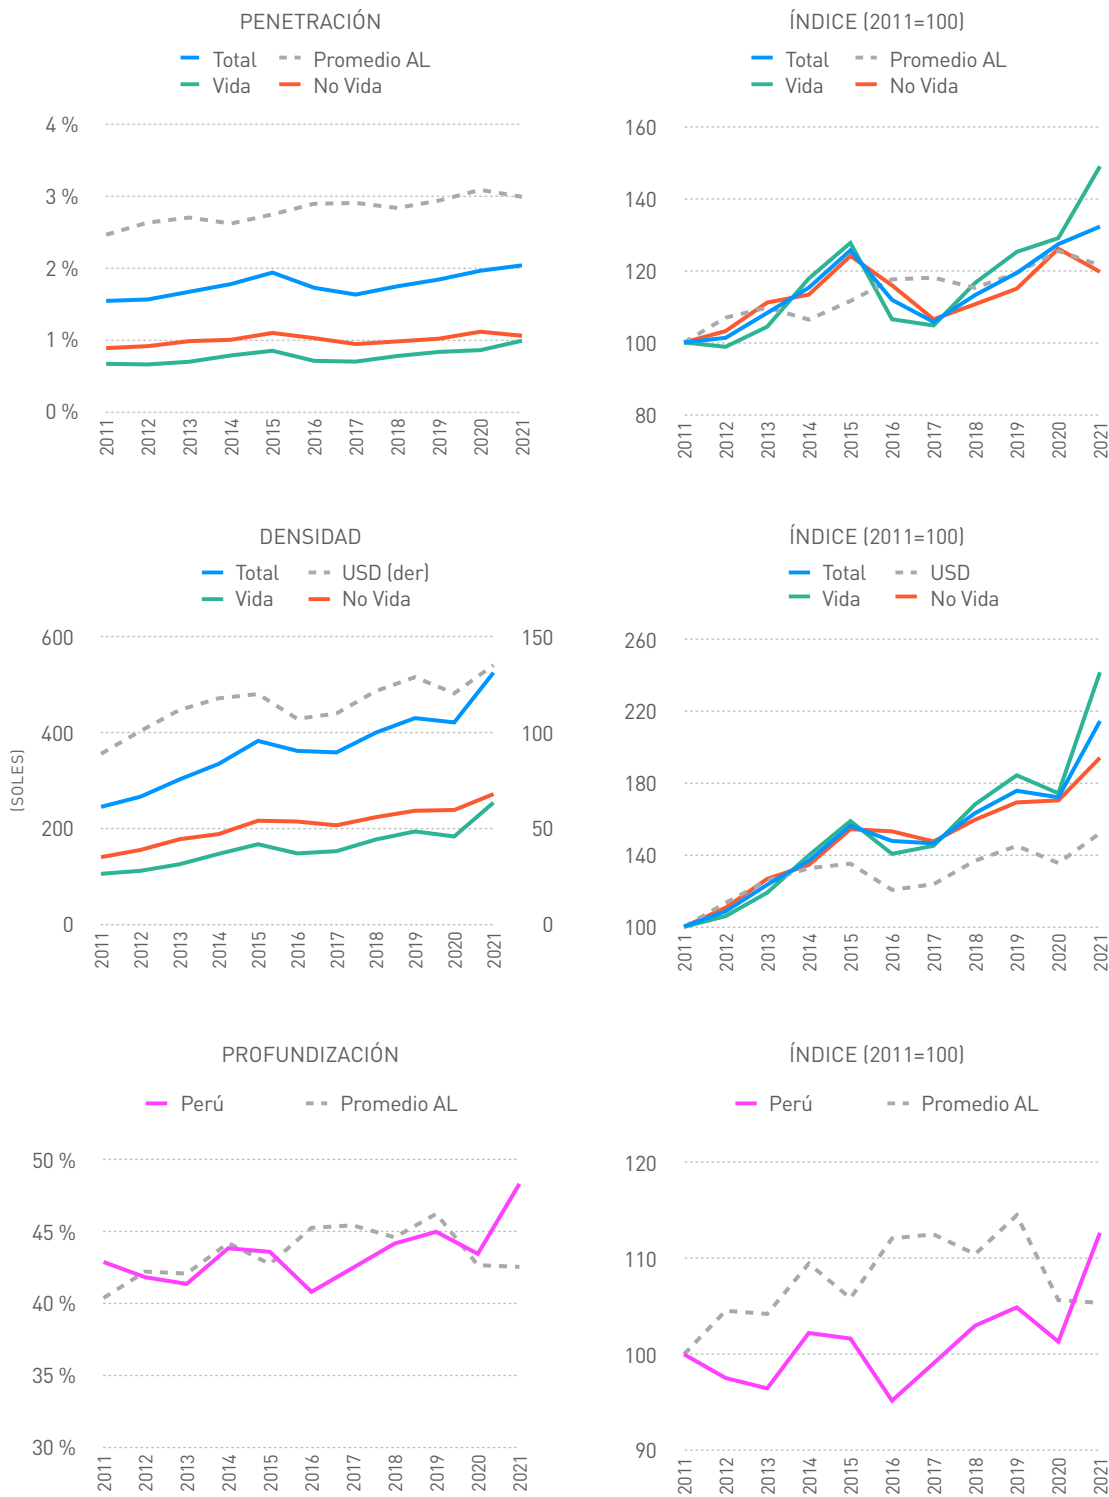 PENETRACIÓN
Total Promedio AL
Vida No Vida
4 %
3 %
2 %
1 %
0 %
2011 2012 2013 2014 2015 2016 2017 2018 2019 2020 2021
ÍNDICE (2011=100)
Total Promedio AL
Vida No Vida
160
140
120
100
80
2011 2012 2013 2014 2015 2016 2017 2018 2019 2020 2021
DENSIDAD
Total USD (der)
Vida No Vida
(SOLES)
600 150
400 100
200 50
0 0
2011 2012 2013 2014 2015 2016 2017 2018 2019 2020 2021
ÍNDICE (2011=100)
Total USD
Vida No Vida
260
220
180
140
100
2011 2012 2013 2014 2015 2016 2017 2018 2019 2020 2021
PROFUNDIZACIÓN
Perú Promedio AL
50 %
45 %
40 %
35 %
30 %
2011 2012 2013 2014 2015 2016 2017 2018 2019 2020 2021
ÍNDICE (2011=100)
Perú Promedio AL
120
110
100
90
2011 2012 2013 2014 2015 2016 2017 2018 2019 2020 2021